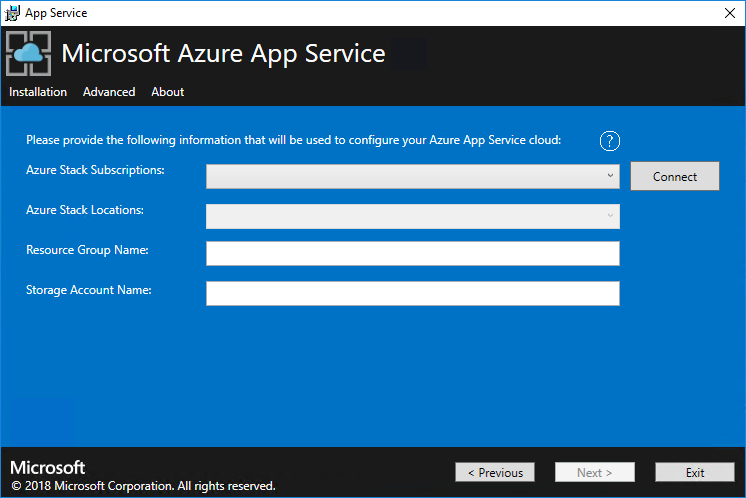 App Service
Microsoft Azure App Service
Installation Advanced About
Please provide the following information that will be used to configure your Azure App Service cloud: ?
Azure Stack Subscriptions: Connect
Azure Stack Locations:
Resource Group Name:
Storage Account Name:
Microsoft
© 2018 Microsoft Corporation. All rights reserved.
< Previous Next > Exit